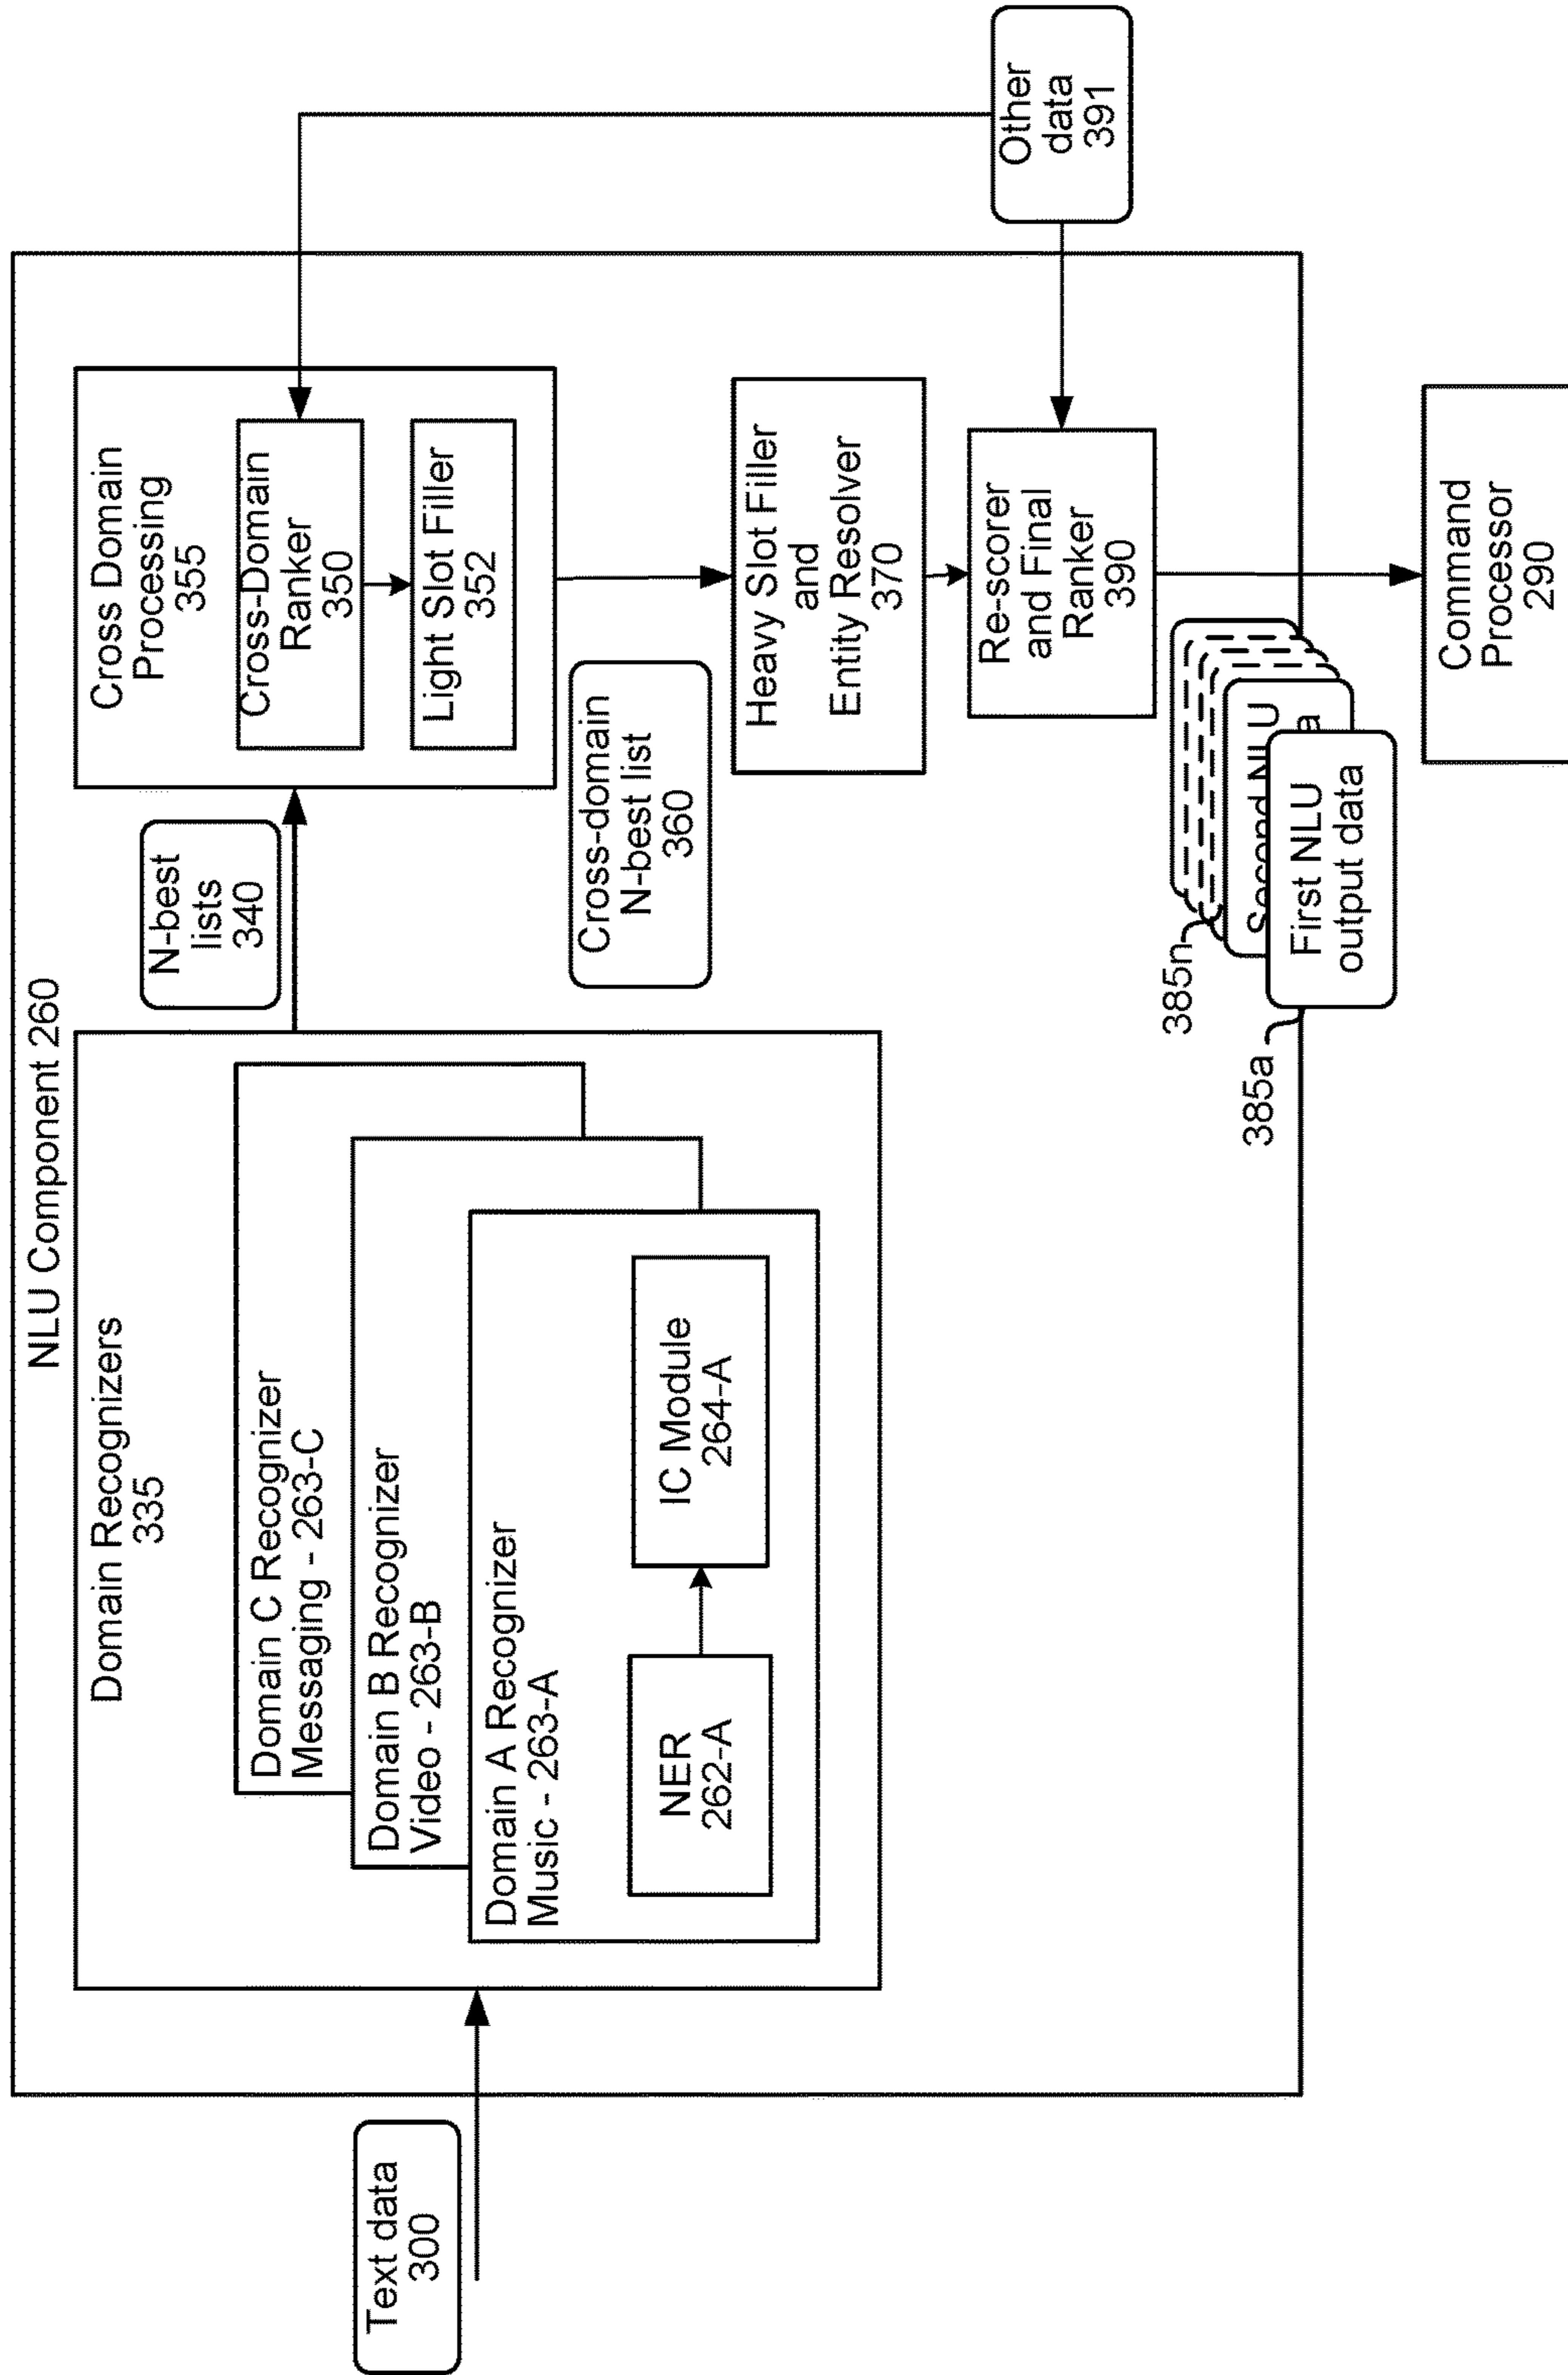 NLU Component 260
Text data
300
Domain Recognizers
335
Domain C Recognizer
Messaging - 263-C
Domain B Recognizer
Video - 263-B
Domain A Recognizer
Music - 263-A
NER
262-A
IC Module
264-A
N-best
lists
340
Cross Domain
Processing
355
Cross-Domain
Ranker
350
Light Slot Filler
352
Cross-domain
N-best list
360
Heavy Slot Filler
and
Entity Resolver
370
Re-scorer
and Final
Ranker
390
Other
data
391
385n
Second NLU
a
385a
First NLU
output data
Command
Processor
290